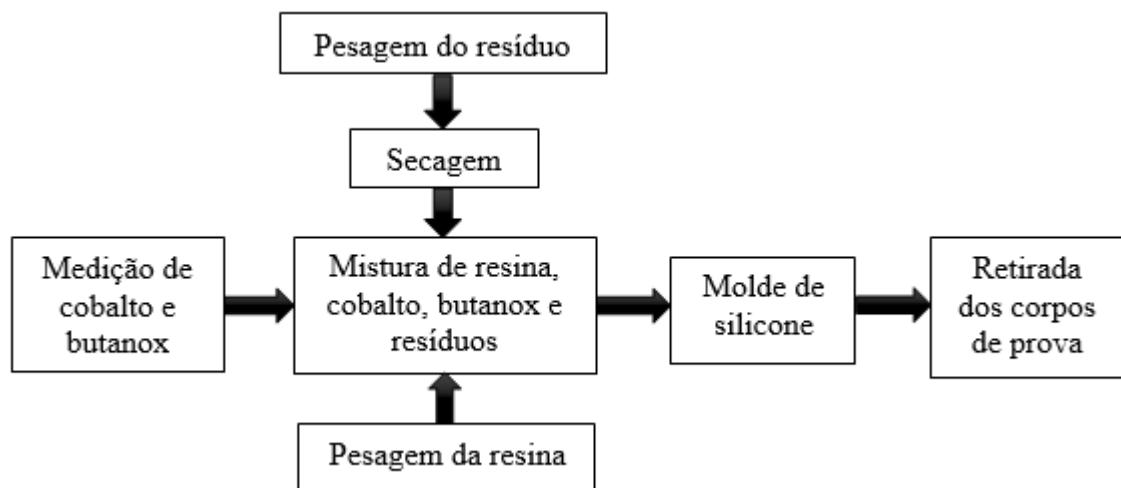 Pesagem do resíduo
Secagem
Medição de
cobalto e
butanox
Mistura de resina,
cobalto, butanox e
resíduos
Molde de
silicone
Retirada
dos corpos
de prova
Pesagem da resina